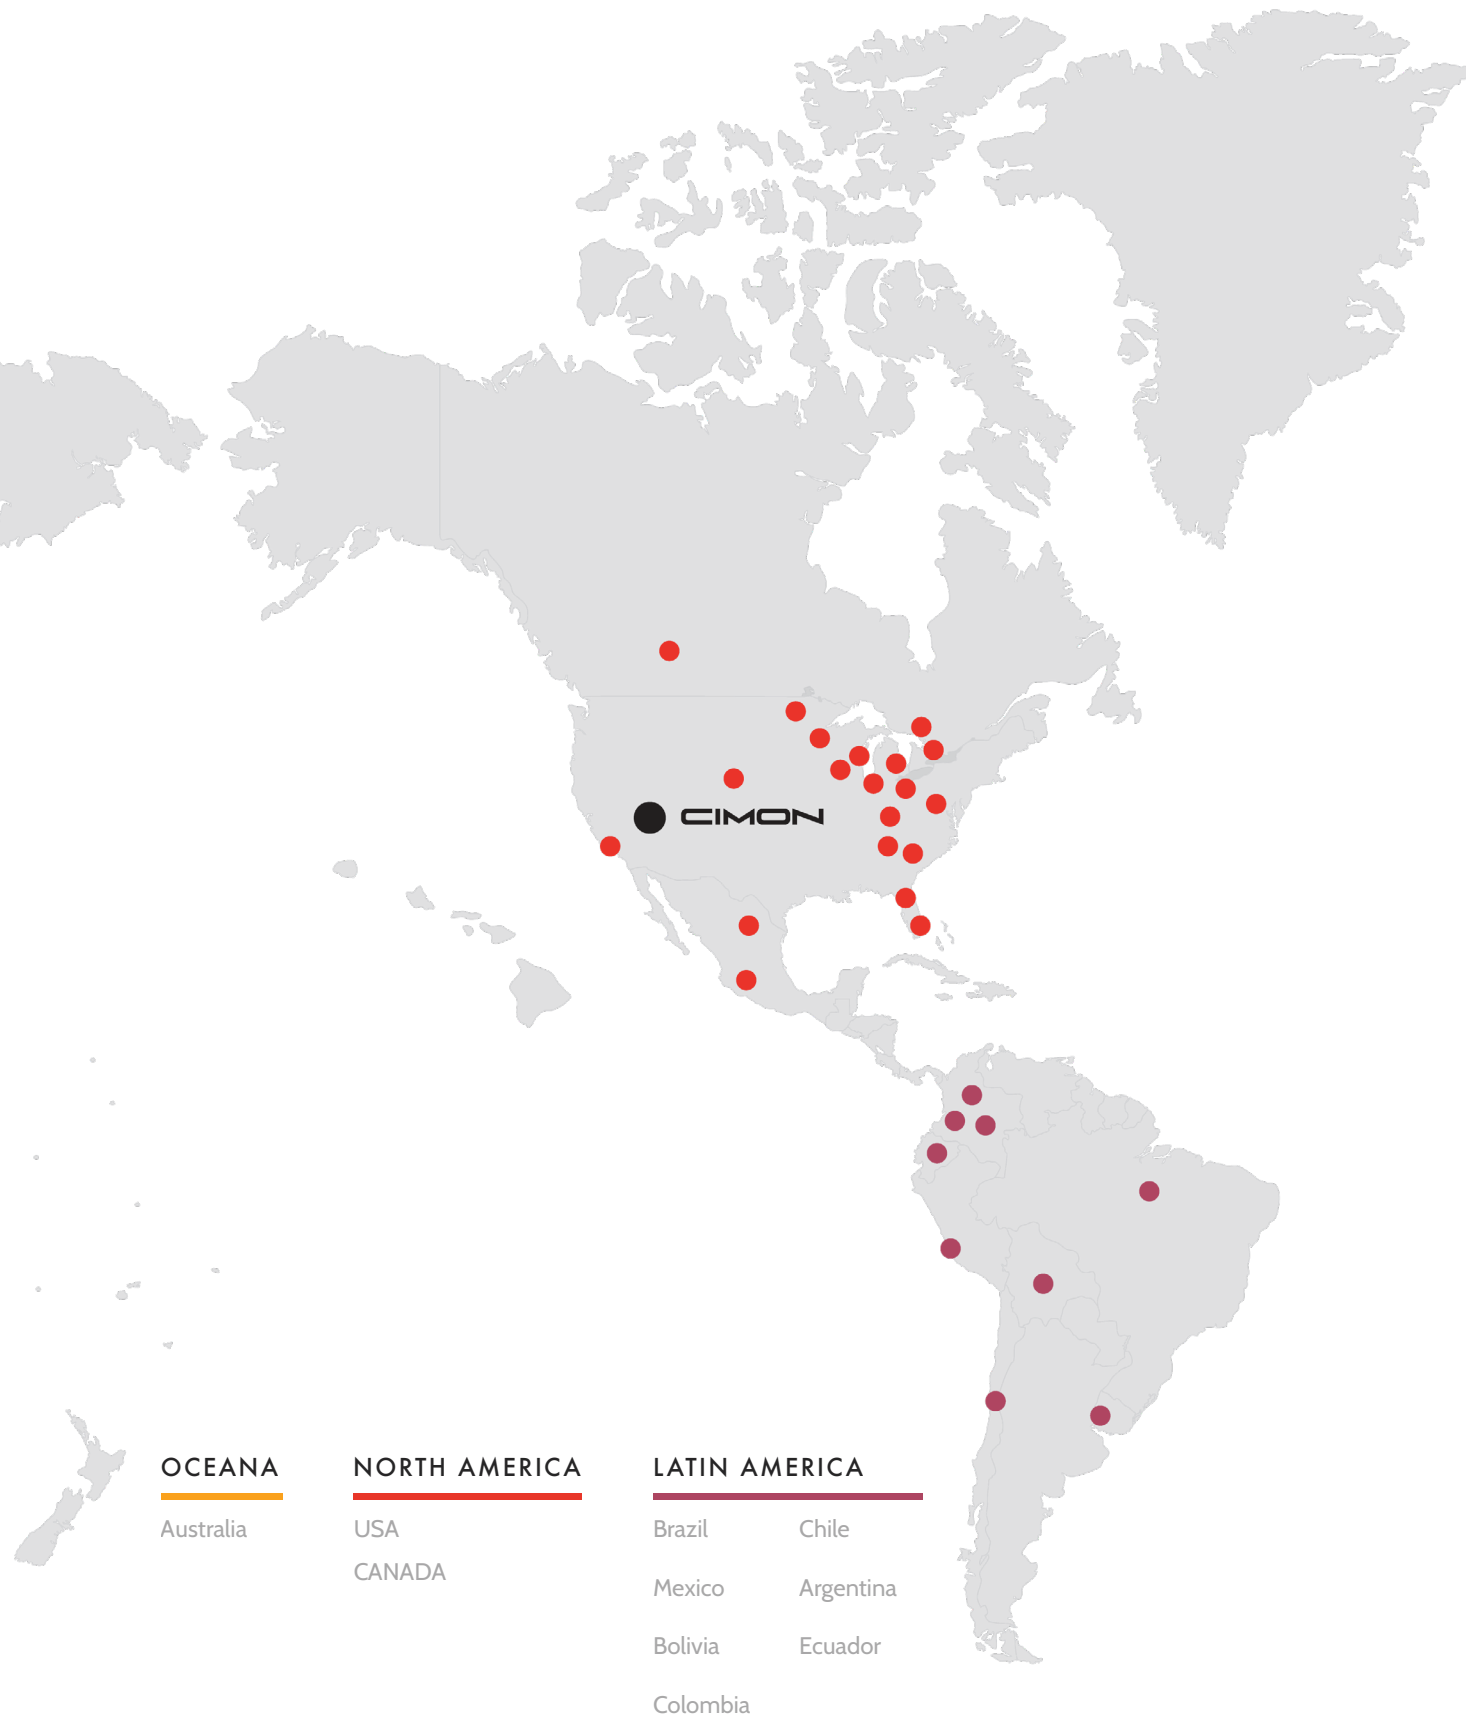 CIMON
OCEANA
Australia
NORTH AMERICA
USA
CANADA
LATIN AMERICA
Brazil
Chile
Mexico
Argentina
Bolivia
Ecuador
Colombia